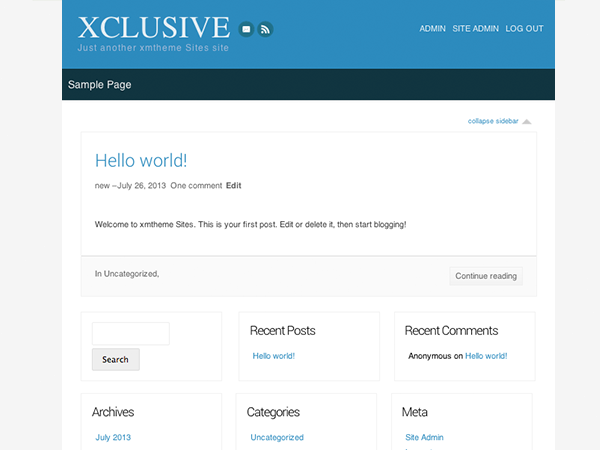 XCLUSIVE
Just another xmtheme Sites site
ADMIN SITE ADMIN LOG OUT
Sample Page
collapse sidebar
Hello world!
new –July 26, 2013 One comment Edit
Welcome to xmtheme Sites. This is your first post. Edit or delete it, then start blogging!
In Uncategorized,
Continue reading
Search
Recent Posts
Hello world!
Recent Comments
Anonymous on Hello world!
Archives
July 2013
Categories
Uncategorized
Meta
Site Admin